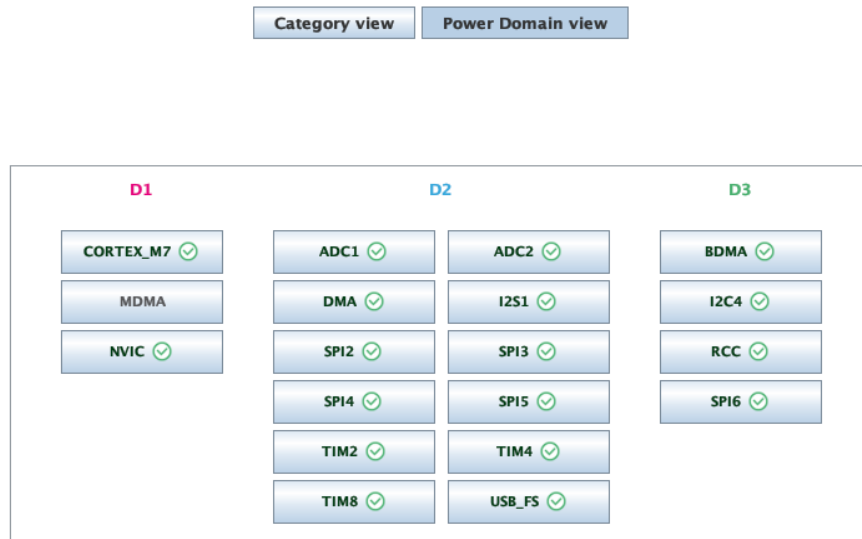 Category view Power Domain view
D1 D2 D3
CORTEX_M7 ADC1 ADC2 BDMA
MDMA DMA I2S1 I2C4
NVIC SPI2 SPI3 RCC
SPI4 SPI5 SPI6
TIM2 TIM4
TIM8 USB_FS